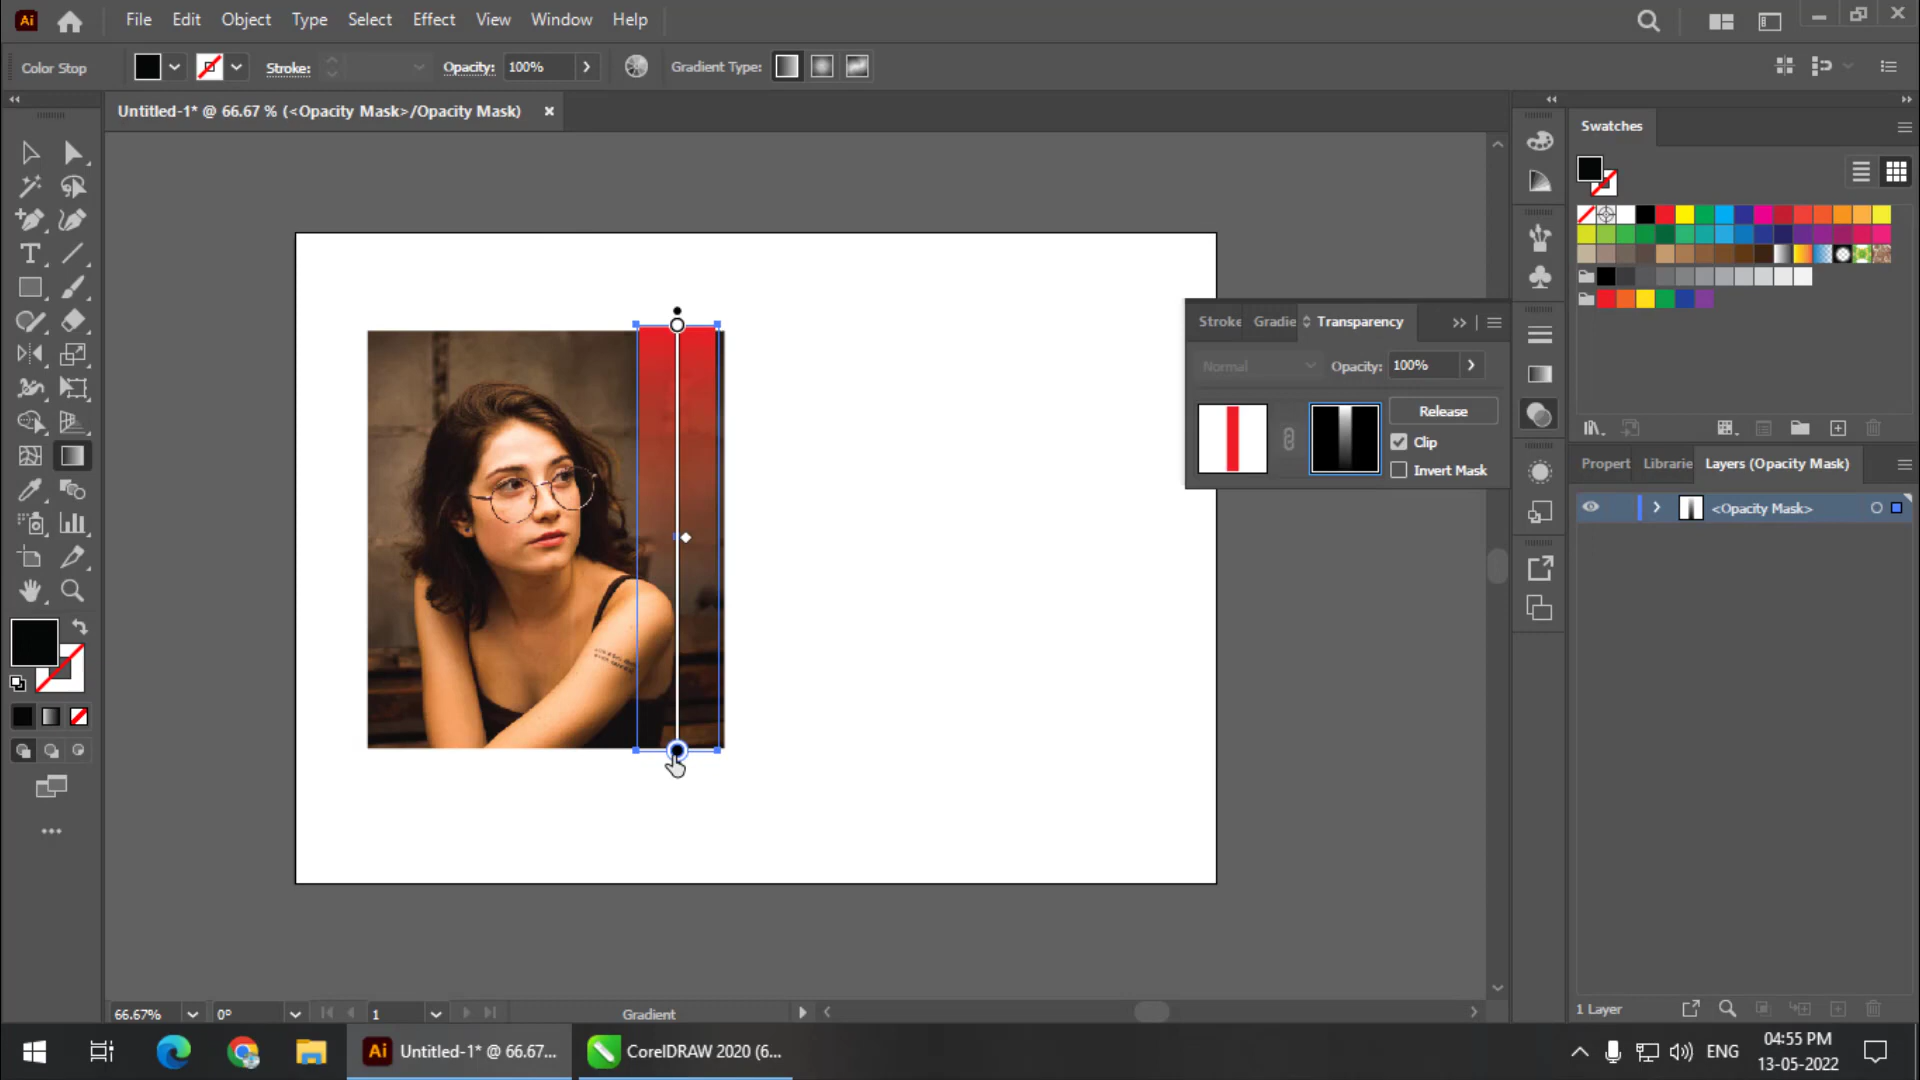 Ai
File Edit Object Type Select Effect View Window Help
Color Stop
Stroke:
Opacity: 100%
Gradient Type:
Untitled-1* @ 66.67 % (<Opacity Mask>/Opacity Mask) ×
Swatches
Stroke Gradie Transparency
Normal Opacity: 100%
Release
Clip
Invert Mask
Propert Librarie Layers (Opacity Mask)
<Opacity Mask>
66.67% 0° 1 Gradient
1 Layer
Ai Untitled-1* @ 66.67...
CorelDRAW 2020 (6...
ENG
04:55 PM
13-05-2022